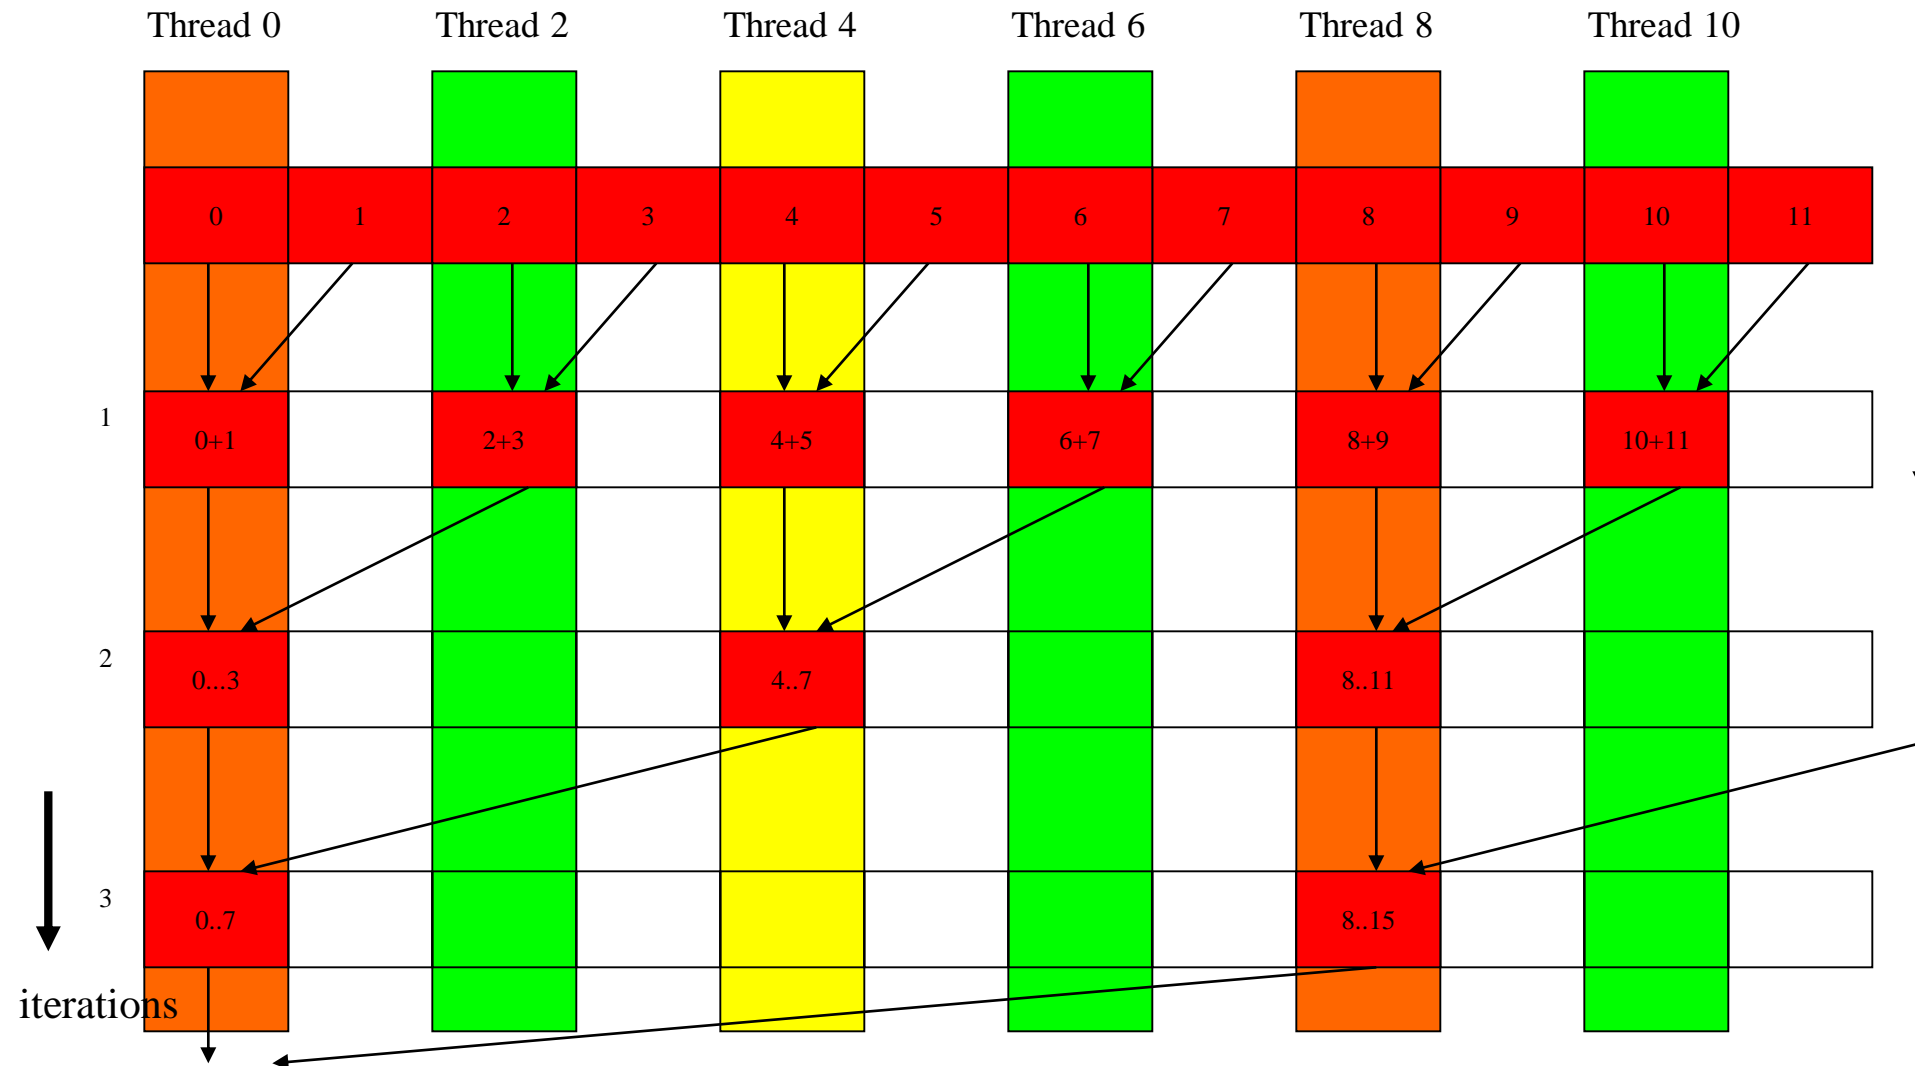 Thread 0 Thread 2 Thread 4 Thread 6 Thread 8 Thread 10
0 1 2 3 4 5 6 7 8 9 10 11
1
0+1 2+3 4+5 6+7 8+9 10+11
2
0...3 4..7 8..11
3
0..7 8..15
iterations